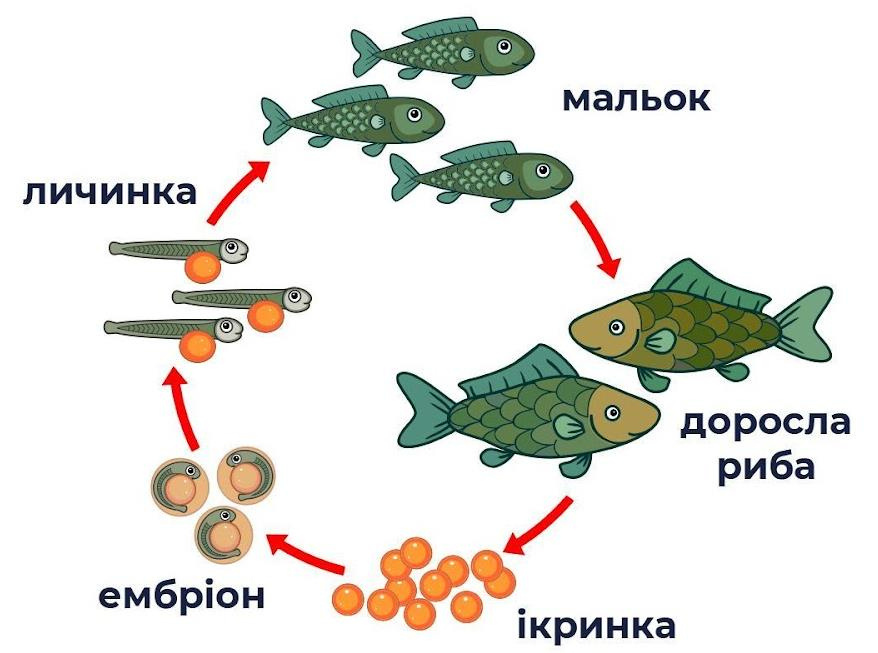 мальок
личинка
доросла
риба
ембріон
ікринка